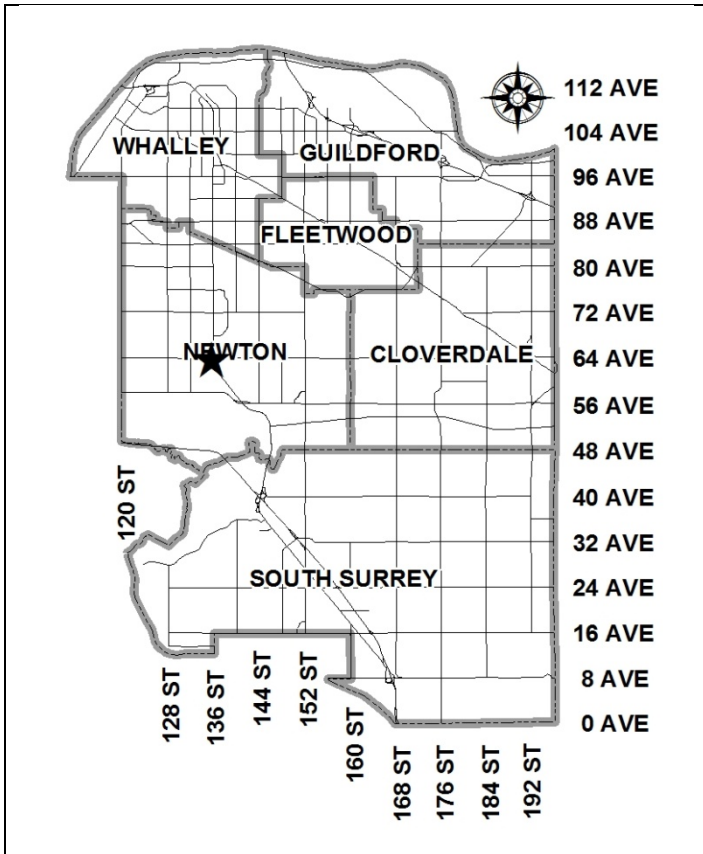 112 AVE
104 AVE
WHALLEY
GUILDFORD
96 AVE
88 AVE
FLEETWOOD
80 AVE
72 AVE
NEWTON
CLOVERDALE
64 AVE
56 AVE
48 AVE
120 ST
40 AVE
32 AVE
SOUTH SURREY
24 AVE
16 AVE
128 ST
136 ST
144 ST
152 ST
160 ST
8 AVE
0 AVE
168 ST
176 ST
184 ST
192 ST